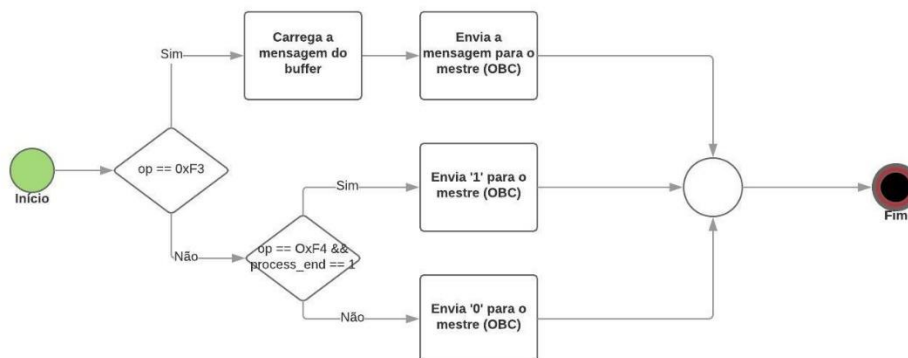 Carrega a
mensagem do
buffer
Envia a
mensagem para o
mestre (OBC)
Sim
op == 0xF3
Início
Sim
Envia '1' para o
mestre (OBC)
Fim
Não
op == OxF4 &&
process_end == 1
Não
Envia '0' para o
mestre (OBC)